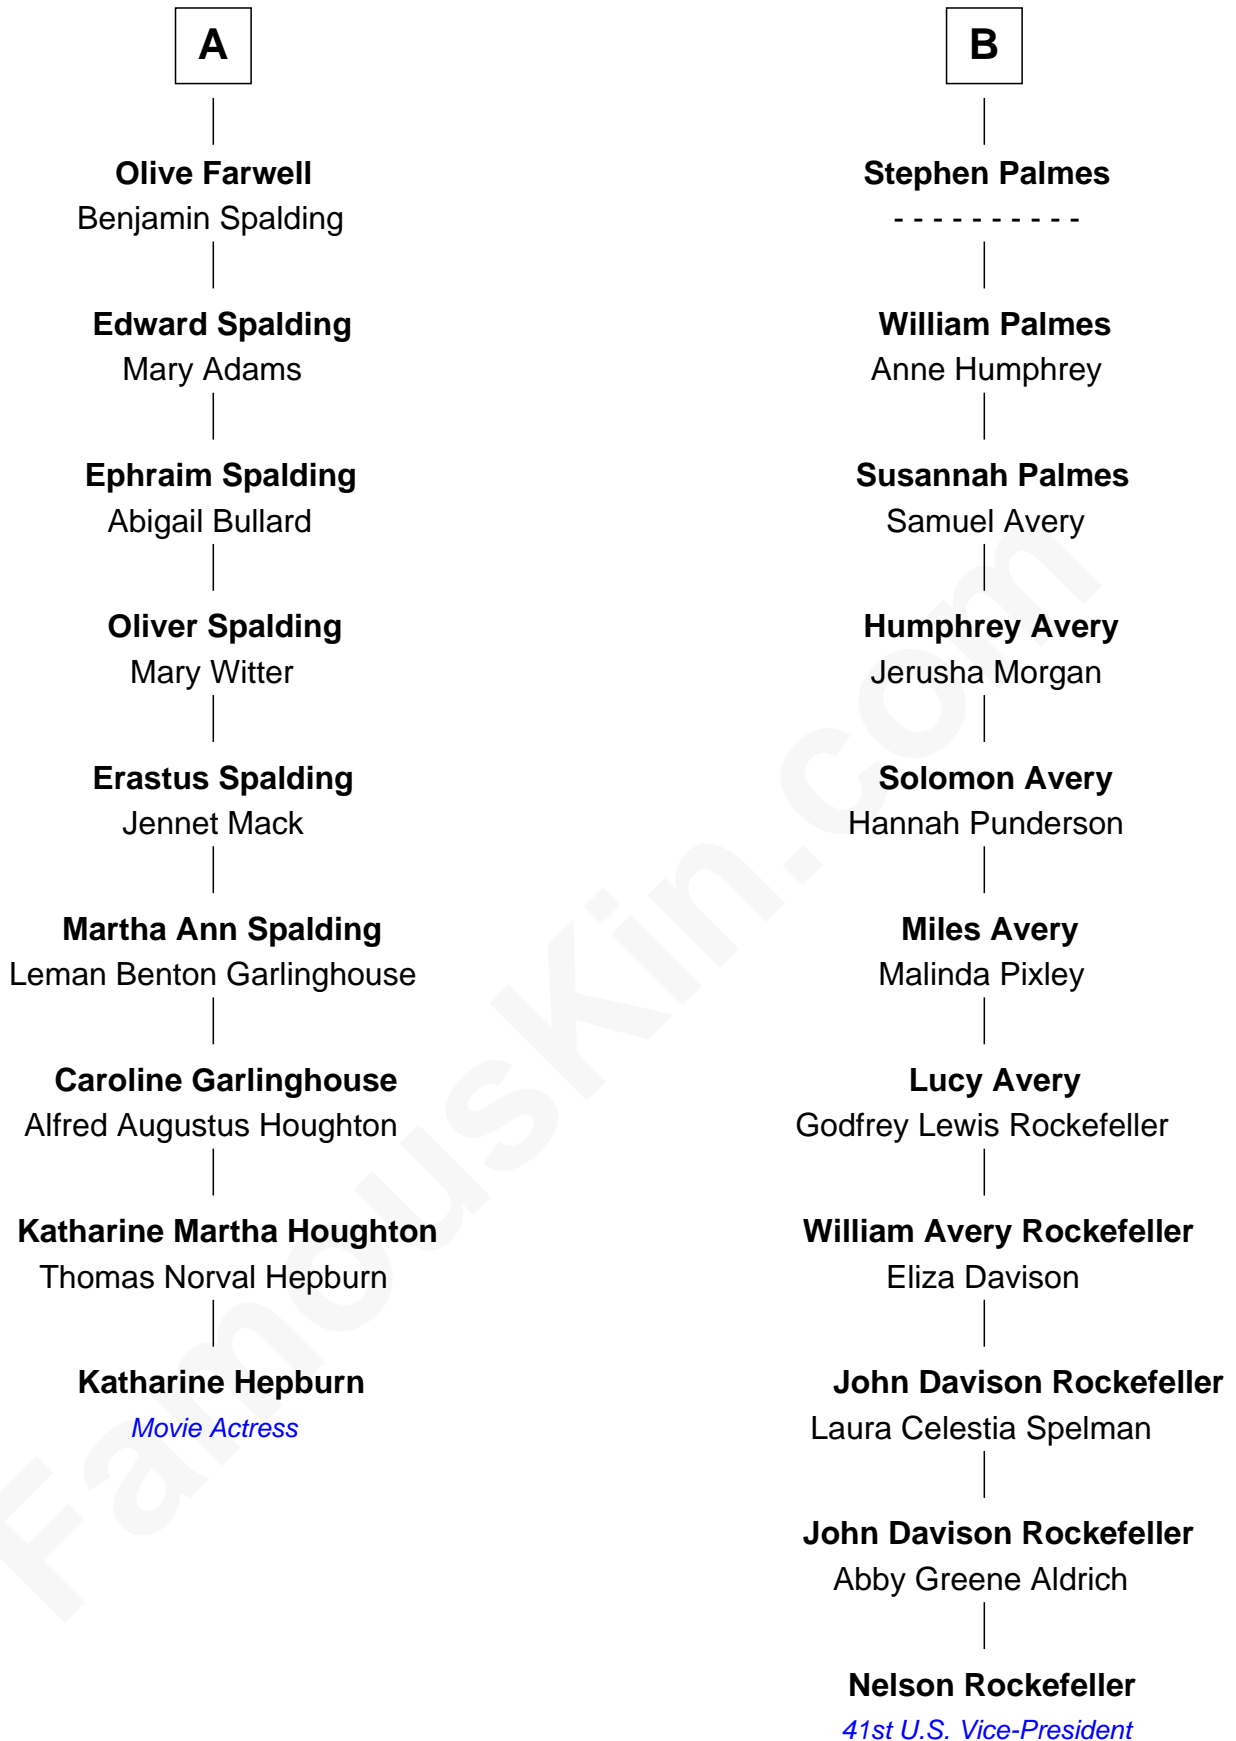 A
Olive Farwell
Benjamin Spalding
Edward Spalding
Mary Adams
Ephraim Spalding
Abigail Bullard
Oliver Spalding
Mary Witter
Erastus Spalding
Jennet Mack
Martha Ann Spalding
Leman Benton Garlinghouse
Caroline Garlinghouse
Alfred Augustus Houghton
Katharine Martha Houghton
Thomas Norval Hepburn
Katharine Hepburn
Movie Actress
B
Stephen Palmes
- - - - - - - - - -
William Palmes
Anne Humphrey
Susannah Palmes
Samuel Avery
Humphrey Avery
Jerusha Morgan
Solomon Avery
Hannah Punderson
Miles Avery
Malinda Pixley
Lucy Avery
Godfrey Lewis Rockefeller
William Avery Rockefeller
Eliza Davison
John Davison Rockefeller
Laura Celestia Spelman
John Davison Rockefeller
Abby Greene Aldrich
Nelson Rockefeller
41st U.S. Vice-President
FamousKin.com